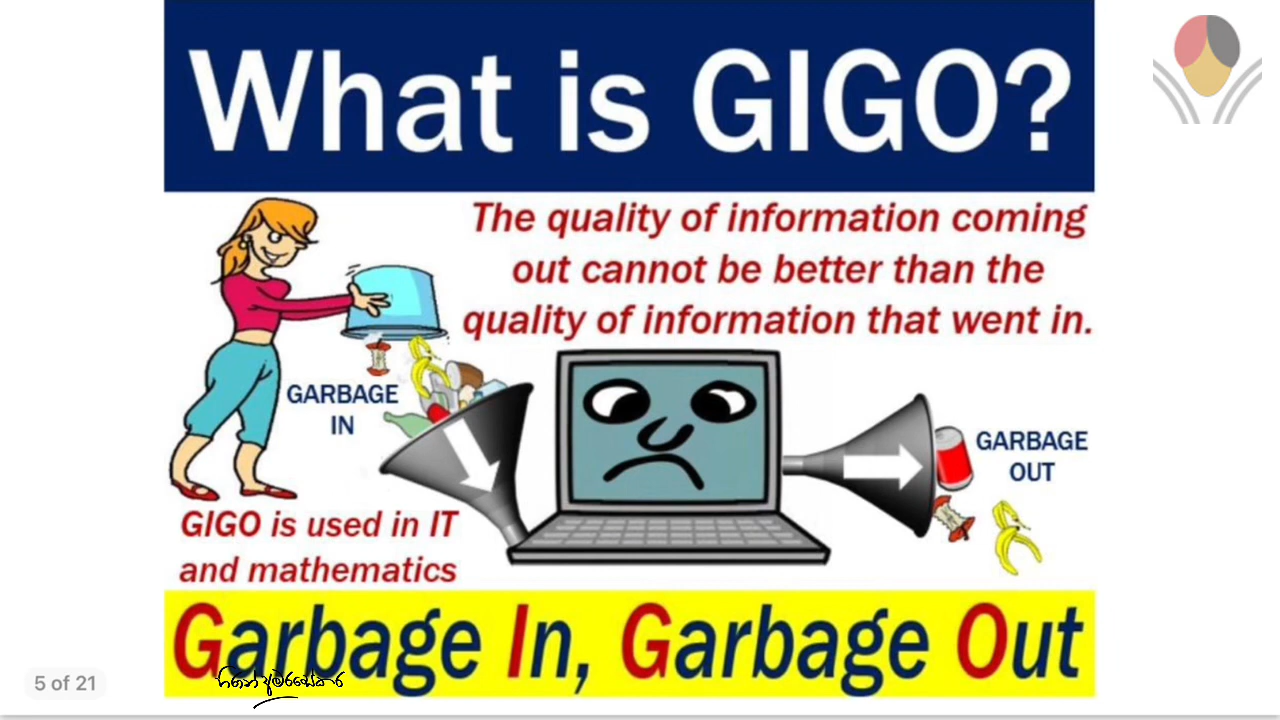 What is GIGO?
The quality of information coming
out cannot be better than the
quality of information that went in.
GARBAGE
IN
GARBAGE
OUT
GIGO is used in IT
and mathematics
Garbage In, Garbage Out
5 of 21